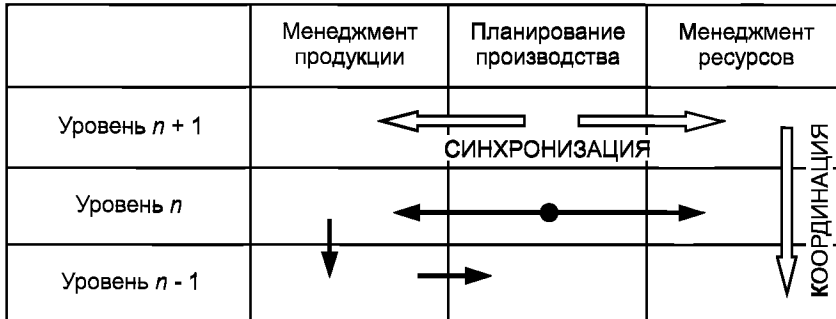 Менеджмент
продукции
Планирование
производства
Менеджмент
ресурсов
Уровень n + 1
СИНХРОНИЗАЦИЯ
КООРДИНАЦИЯ
Уровень n
Уровень n - 1